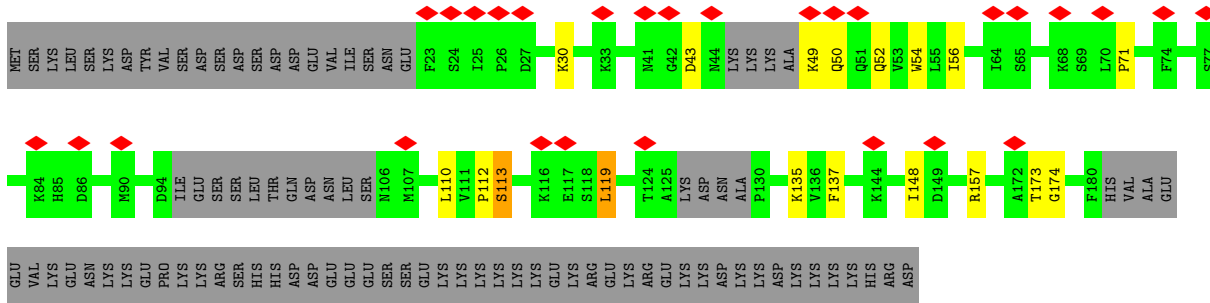 MET SER LYS LEU SER LYS ASP TYR VAL SER ASP SER ASP SER ASP ASP GLU VAL ILE SER ASN GLU F23 S24 I25 P26 D27 K30 K33 N41 G42 D43 N44 LYS LYS LYS ALA K49 Q50 Q51 Q52 V53 W54 L55 I56 I64 S65 K68 S69 L70 P71 F74 S77
K84 H85 D86 M90 D94 ILE GLU SER SER LEU THR GLN ASP ASN LEU SER N106 M107 L110 V111 P112 S113 K116 E117 S118 L119 T124 A125 LYS ASP ASN ALA P130 K135 V136 F137 K144 I148 D149 R157 A172 T173 G174 F180 HIS VAL ALA GLU
GLU VAL LYS GLU ASN LYS LYS GLU PRO LYS LYS ARG SER HIS HIS ASP ASP GLU GLU GLU SER SER GLU LYS LYS LYS LYS LYS LYS LYS GLU LYS ARG GLU LYS ARG GLU LYS LYS ASP LYS LYS ASP LYS LYS LYS LYS HIS ARG ASP